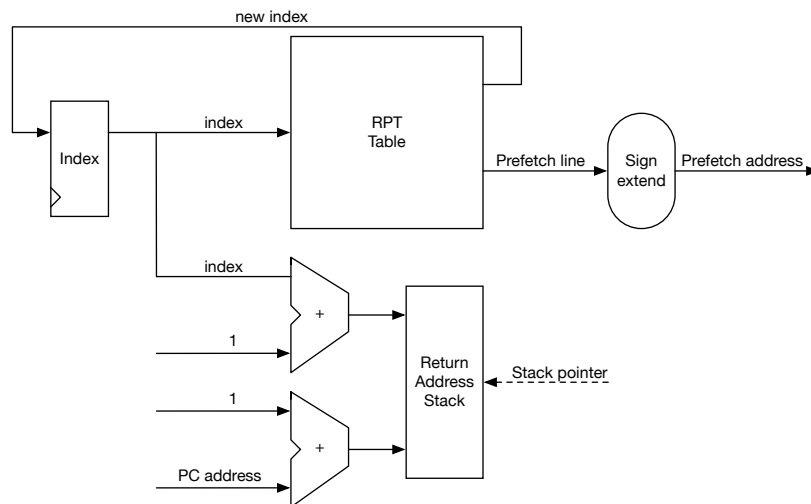 new index
Index
index
RPT
Table
Prefetch line
Sign
extend
Prefetch address
index
+
1
Return
Address
Stack
Stack pointer
1
+
PC address